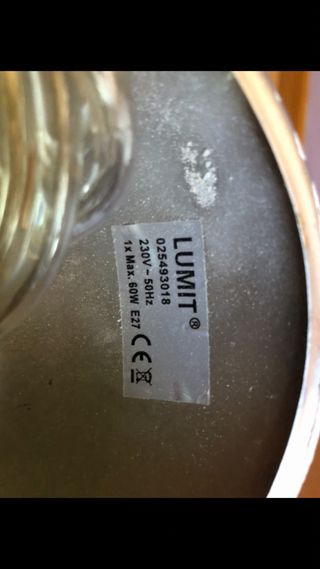 LUMIT®
025493018
230V ~ 50Hz
1x Max. 60W E27 CE